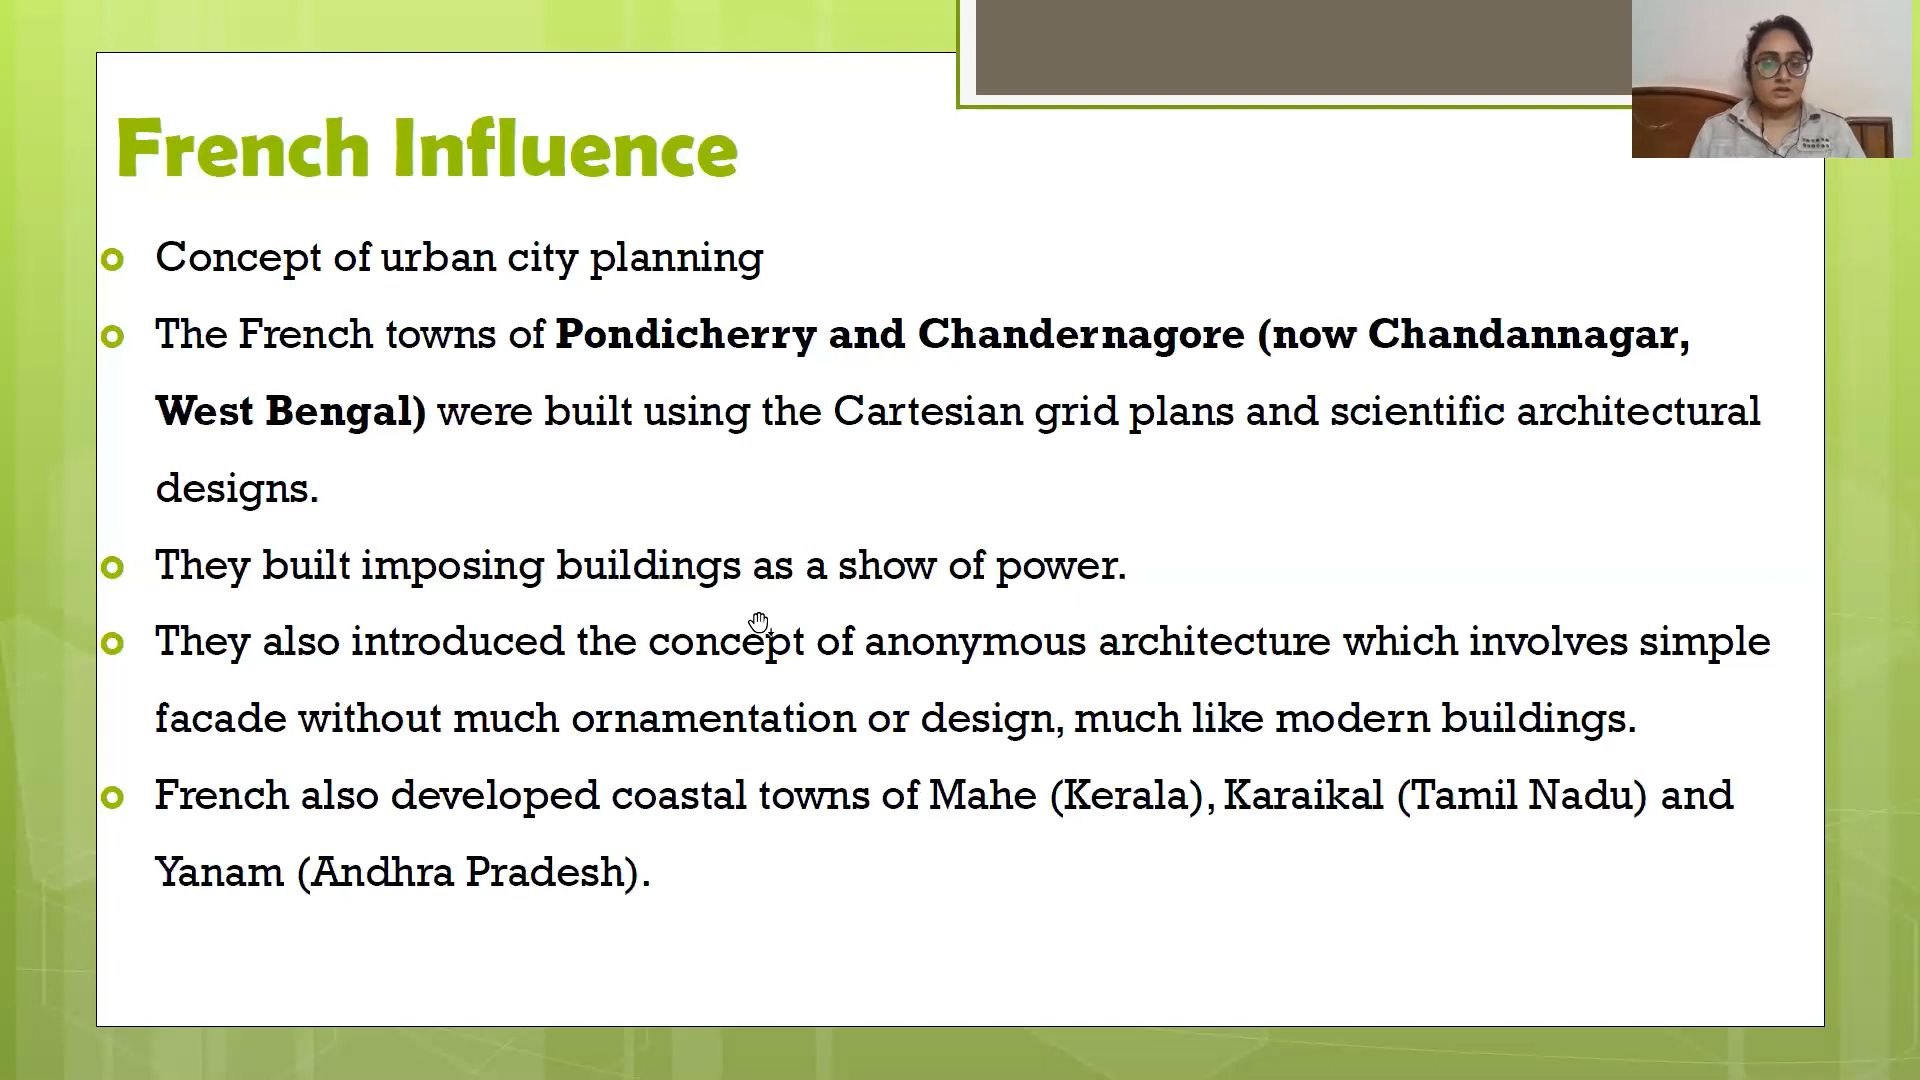 French Influence
Concept of urban city planning
The French towns of Pondicherry and Chandernagore (now Chandannagar,
West Bengal) were built using the Cartesian grid plans and scientific architectural
designs.
They built imposing buildings as a show of power.
They also introduced the concept of anonymous architecture which involves simple
facade without much ornamentation or design, much like modern buildings.
French also developed coastal towns of Mahe (Kerala), Karaikal (Tamil Nadu) and
Yanam (Andhra Pradesh).